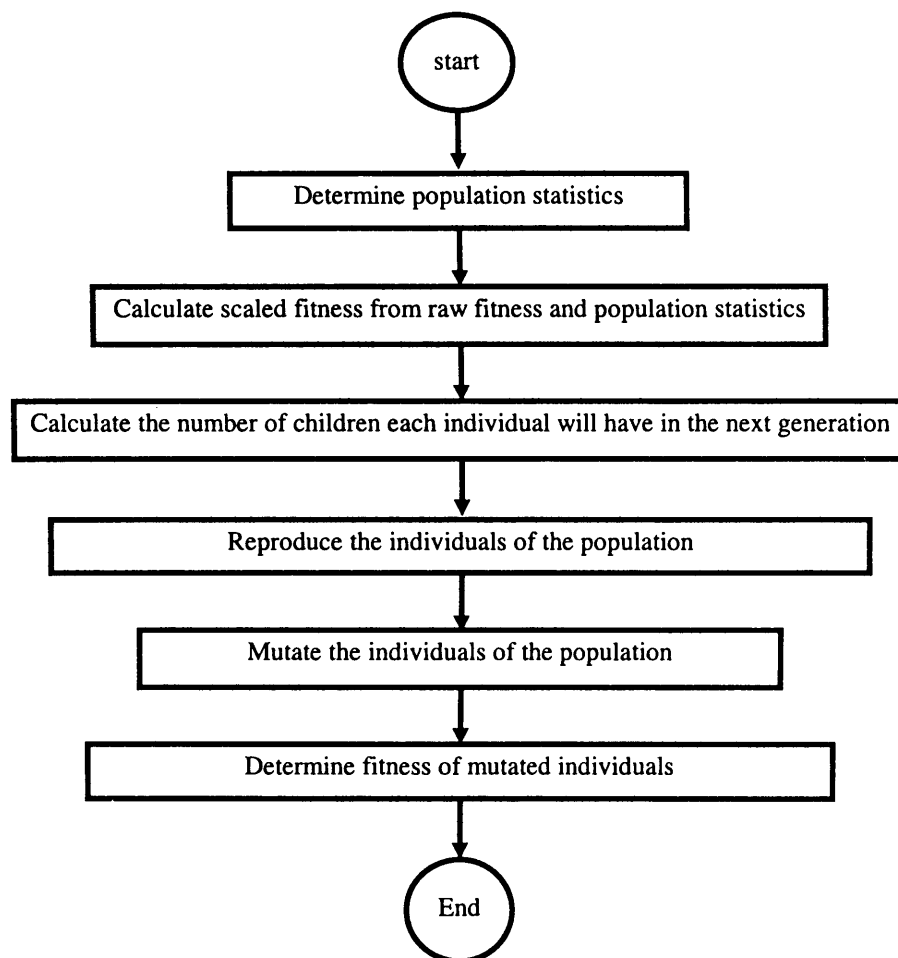 start
Determine population statistics
Calculate scaled fitness from raw fitness and population statistics
Calculate the number of children each individual will have in the next generation
Reproduce the individuals of the population
Mutate the individuals of the population
Determine fitness of mutated individuals
End